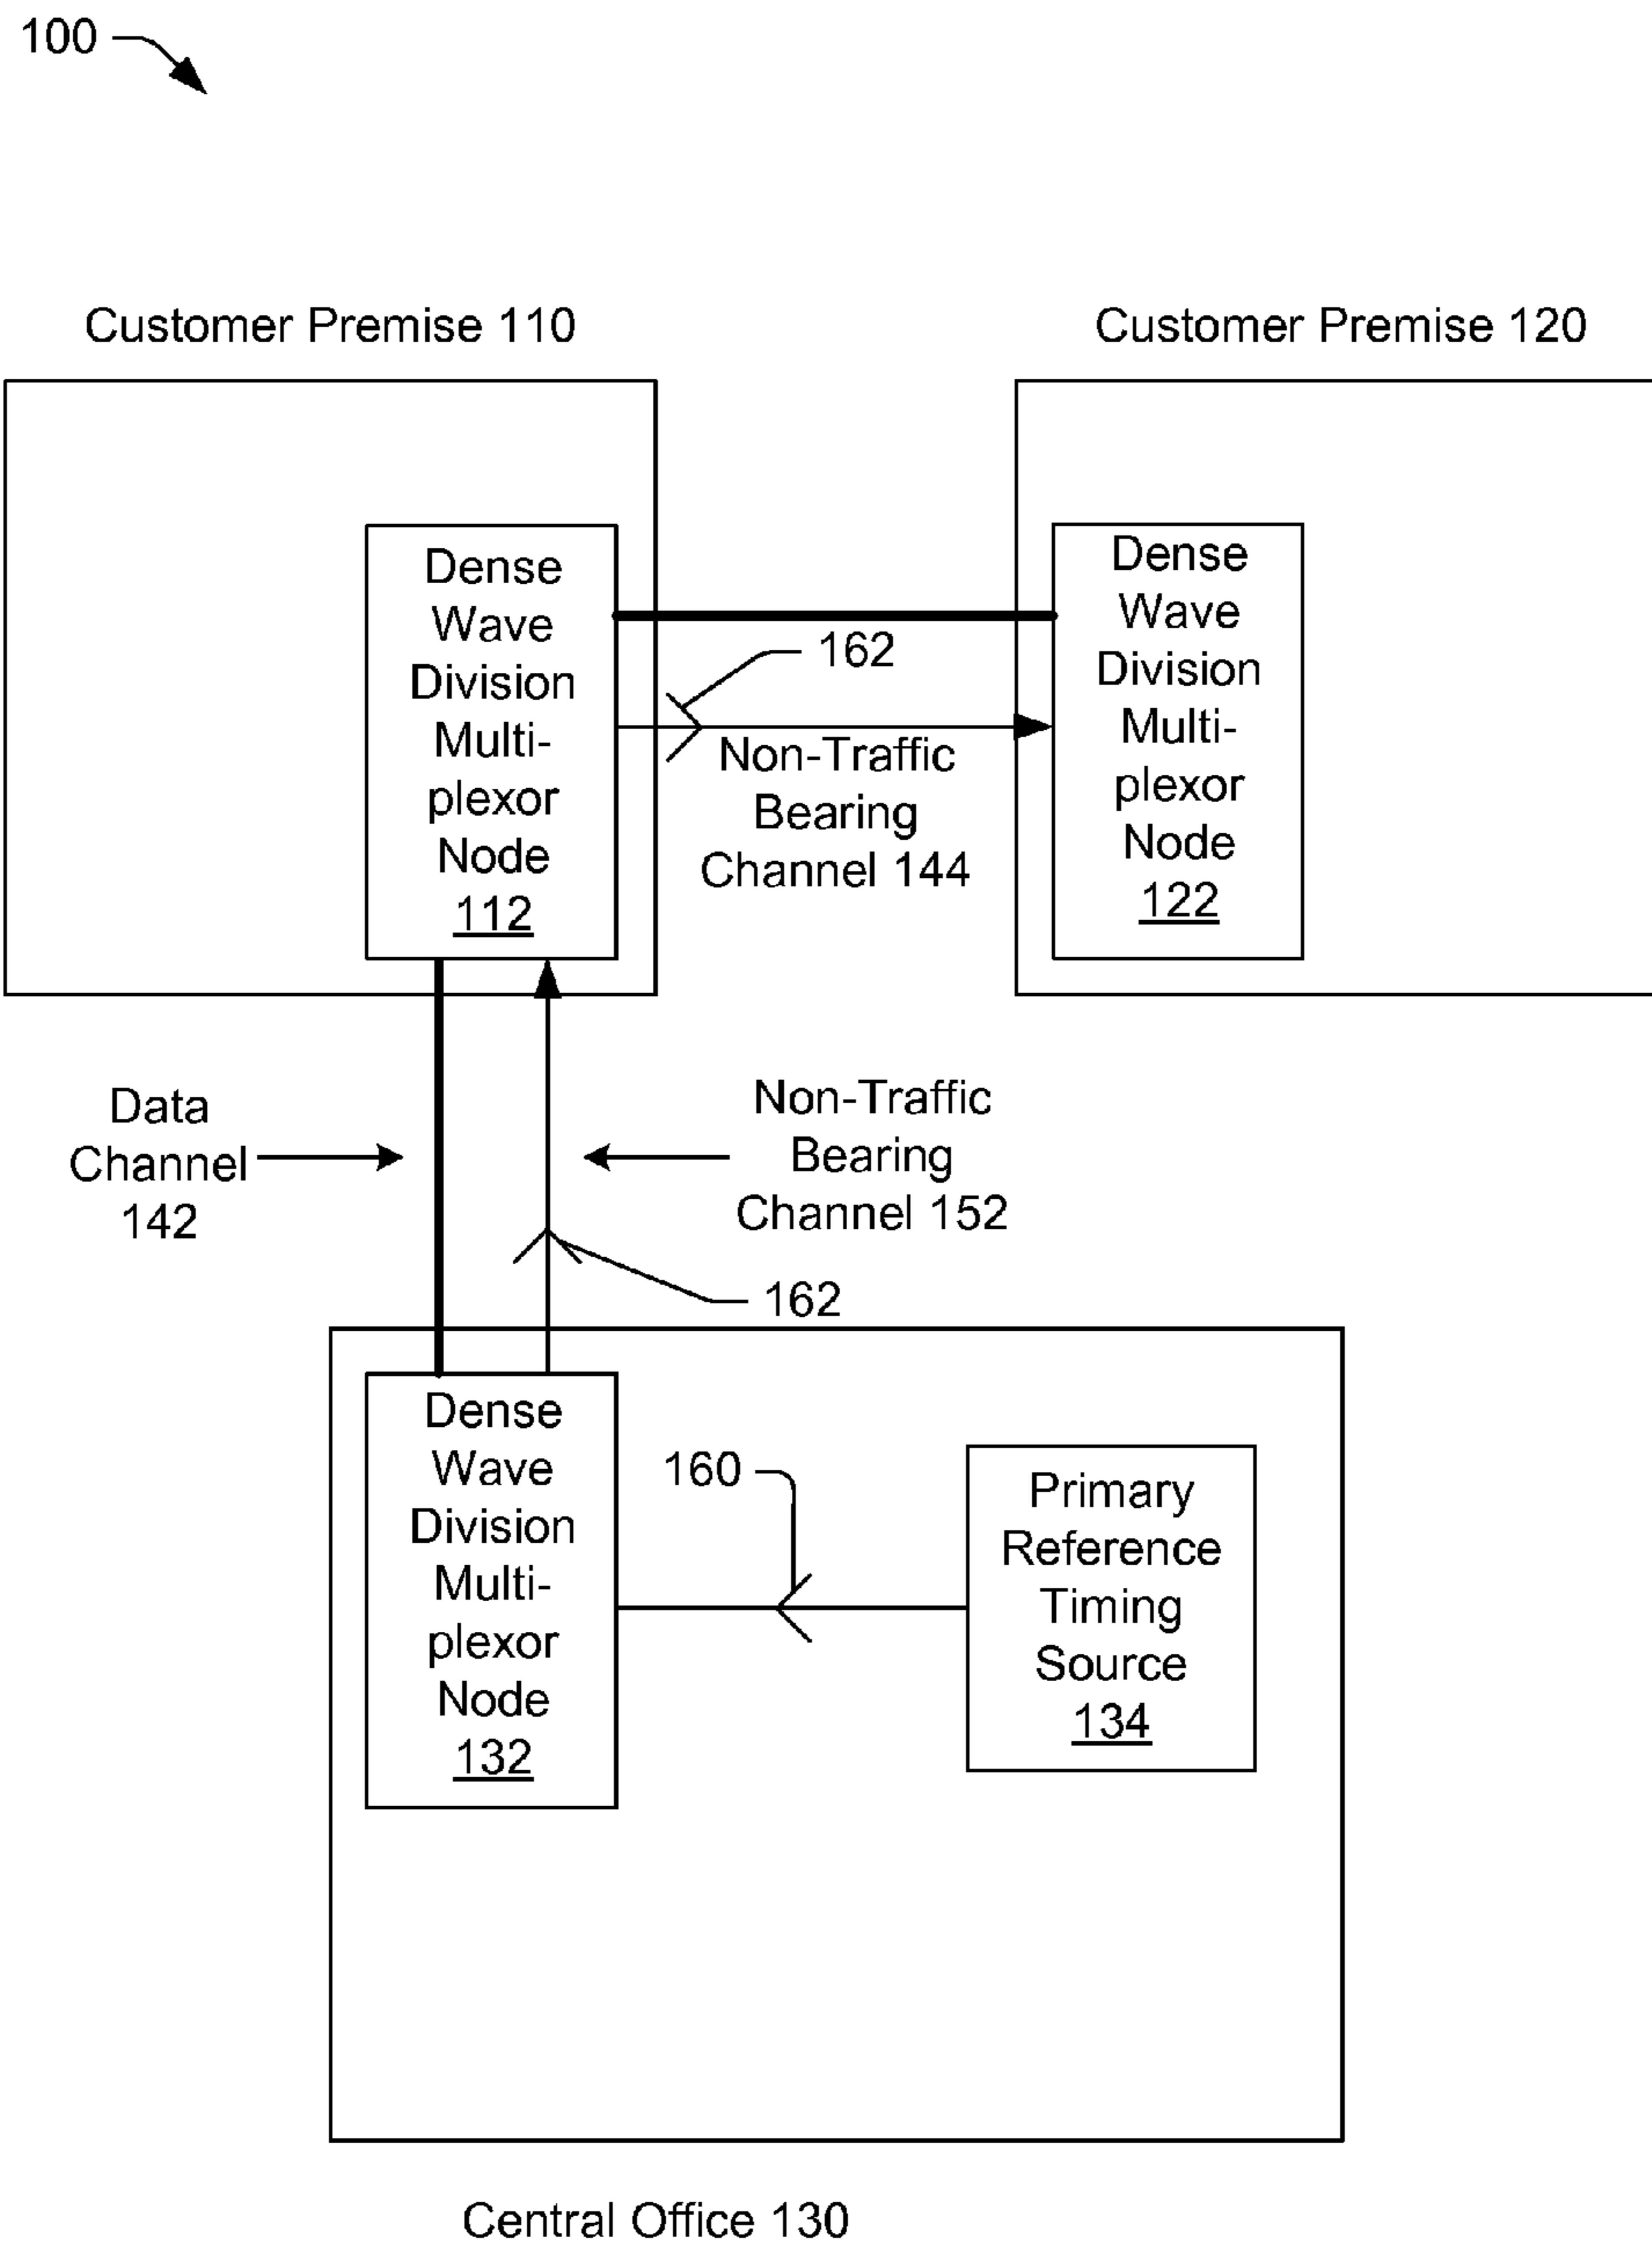 100
Customer Premise 110
Customer Premise 120
Dense
Wave
Division
Multi-
plexor
Node
112
162
Non-Traffic
Bearing
Channel 144
Dense
Wave
Division
Multi-
plexor
Node
122
Data
Channel
142
Non-Traffic
Bearing
Channel 152
162
Dense
Wave
Division
Multi-
plexor
Node
132
160
Primary
Reference
Timing
Source
134
Central Office 130